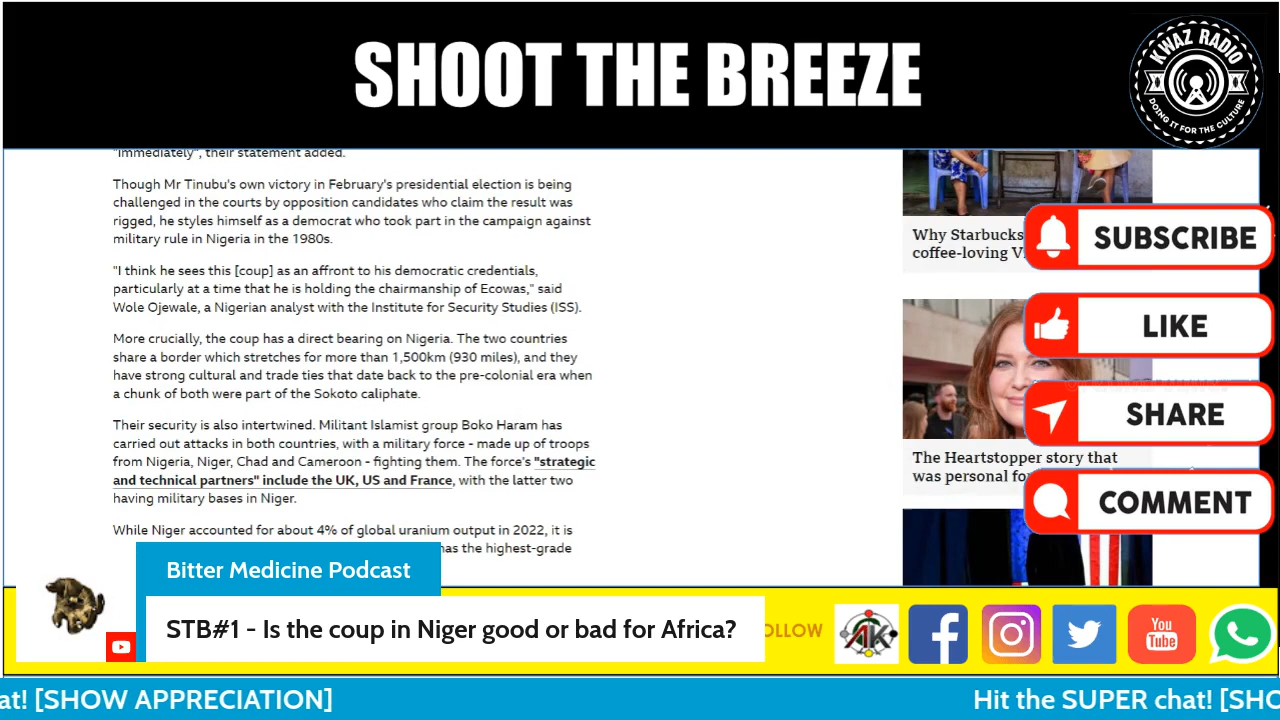 SHOOT THE BREEZE
KWAZ RADIO
DOING IT FOR THE CULTURE
"immediately", their statement added.
Though Mr Tinubu's own victory in February's presidential election is being
challenged in the courts by opposition candidates who claim the result was
rigged, he styles himself as a democrat who took part in the campaign against
military rule in Nigeria in the 1980s.
"I think he sees this [coup] as an affront to his democratic credentials,
particularly at a time that he is holding the chairmanship of Ecowas," said
Wole Ojewale, a Nigerian analyst with the Institute for Security Studies (ISS).
More crucially, the coup has a direct bearing on Nigeria. The two countries
share a border which stretches for more than 1,500km (930 miles), and they
have strong cultural and trade ties that date back to the pre-colonial era when
a chunk of both were part of the Sokoto caliphate.
Their security is also intertwined. Militant Islamist group Boko Haram has
carried out attacks in both countries, with a military force - made up of troops
from Nigeria, Niger, Chad and Cameroon - fighting them. The force's "strategic
and technical partners" include the UK, US and France, with the latter two
having military bases in Niger.
While Niger accounted for about 4% of global uranium output in 2022, it is
has the highest-grade
Why Starbucks
coffee-loving
The Heartstopper story that
was personal
SUBSCRIBE
LIKE
SHARE
COMMENT
Bitter Medicine Podcast
STB#1 - Is the coup in Niger good or bad for Africa?
OLLOW
AK
You
Tube
at! [SHOW APPRECIATION]
Hit the SUPER chat! [SHO